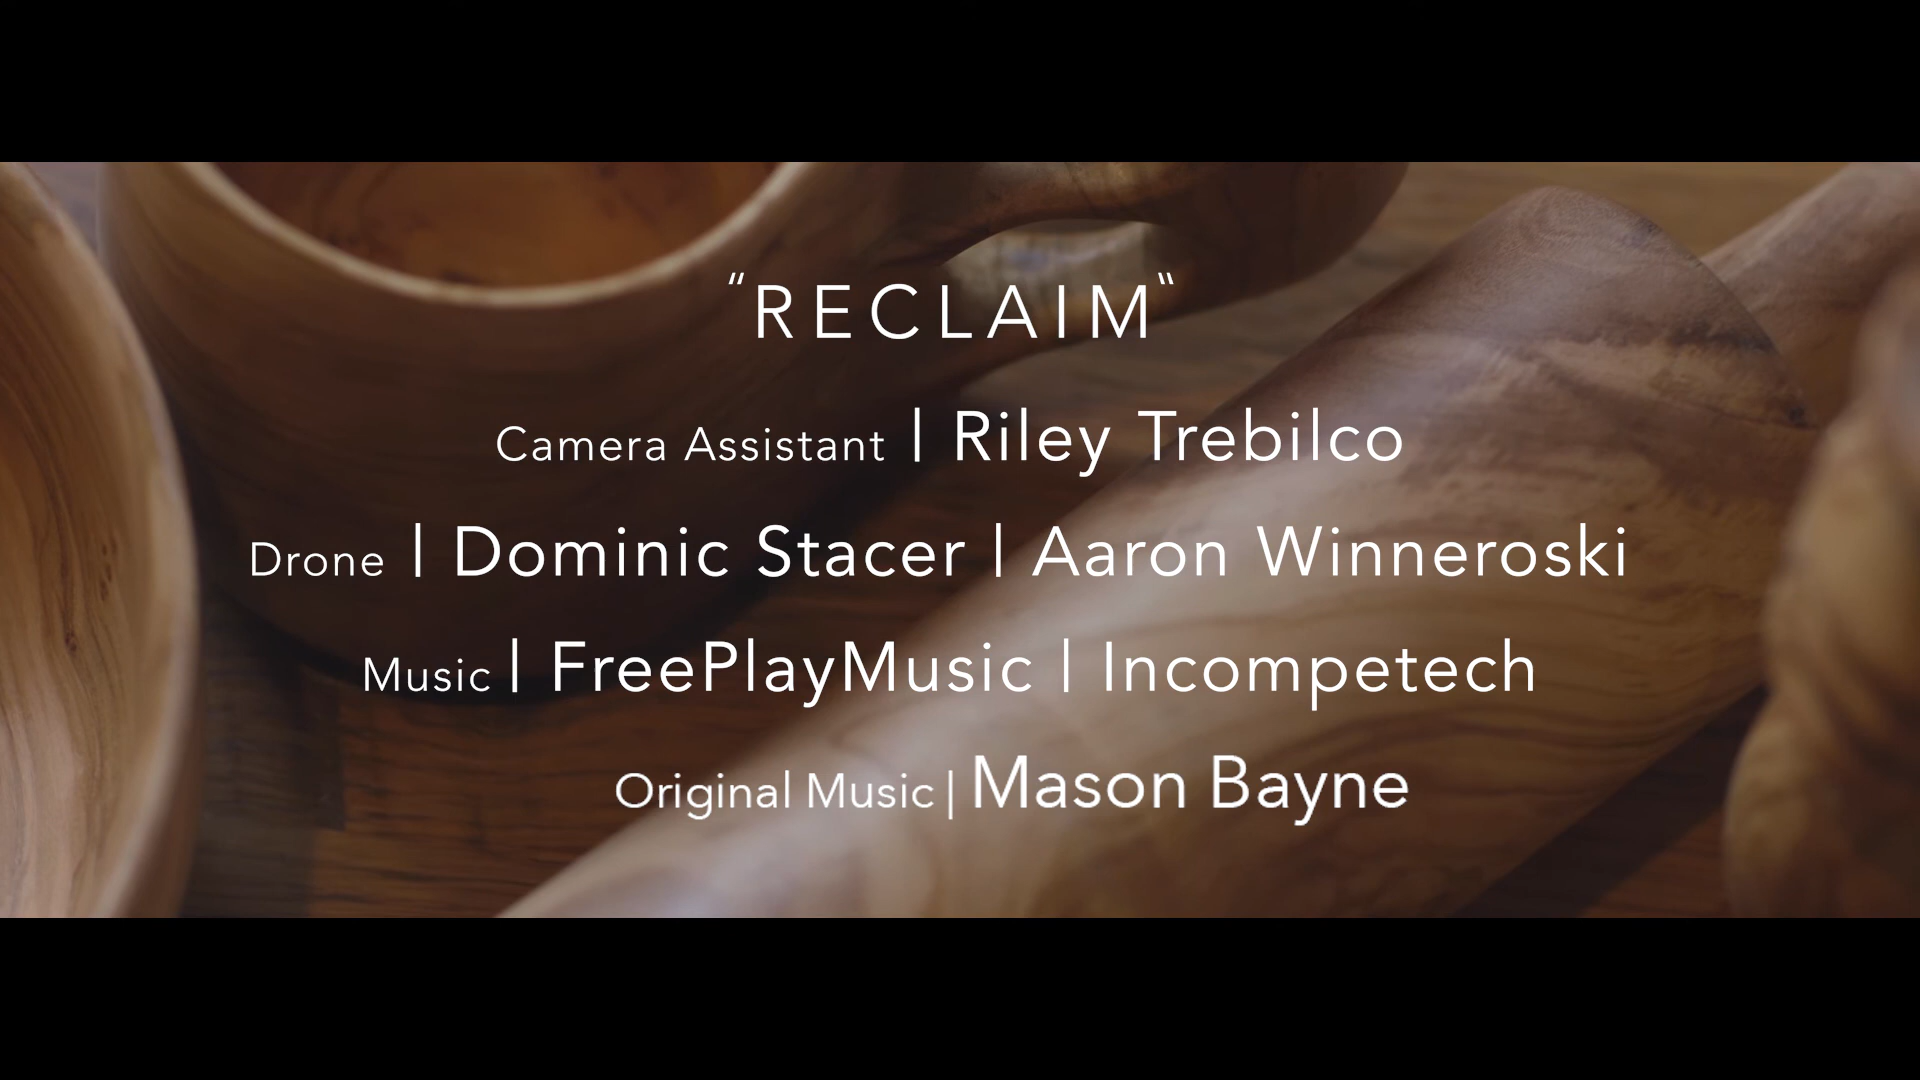 “RECLAIM“
Camera Assistant | Riley Trebilco
Drone | Dominic Stacer | Aaron Winneroski
Music | FreePlayMusic | Incompetech
Original Music | Mason Bayne